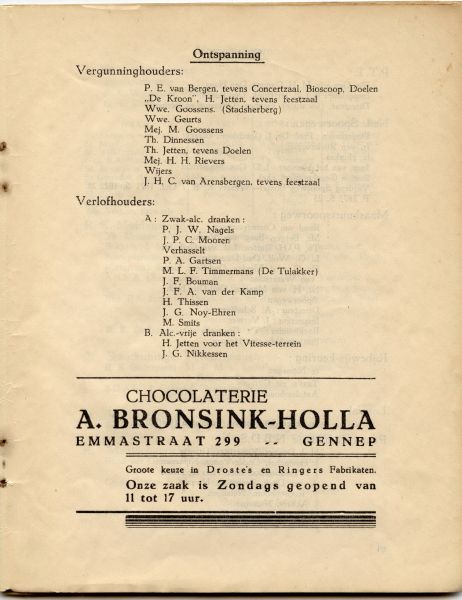 Ontspanning
Vergunninghouders:
P. E. van Bergen, tevens Concertzaal, Bioscoop, Doelen
„De Kroon", H. Jetten, tevens feestzaal
Wwe. Goossens. (Stadsherberg)
Wwe. Geurts
Mej. M. Goossens
Th. Dinnessen
Th. Jetten, tevens Doelen
Mej. H. H. Rievers
Wijers
J. H. C. van Arensbergen, tevens feestzaal
Verlofhouders:
A : Zwak-alc. dranken :
P. J. W. Nagels
J. P. C. Mooren
Verhasselt
P. A. Gartsen
M. L. F. Timmermans (De Tulakker)
J. F. Bouman
J. F. A. van der Kamp
H. Thissen
J. G. Noy-Ehren
M. Smits
B. Alc.-vrije dranken :
H. Jetten voor het Vitesse-terrein
J. G. Nikkessen
CHOCOLATERIE
A. BRONSINK-HOLLA
EMMASTRAAT 299 -- GENNEP
Groote keuze in Droste's en Ringers Fabrikaten.
Onze zaak is Zondags geopend van
11 tot 17 uur.